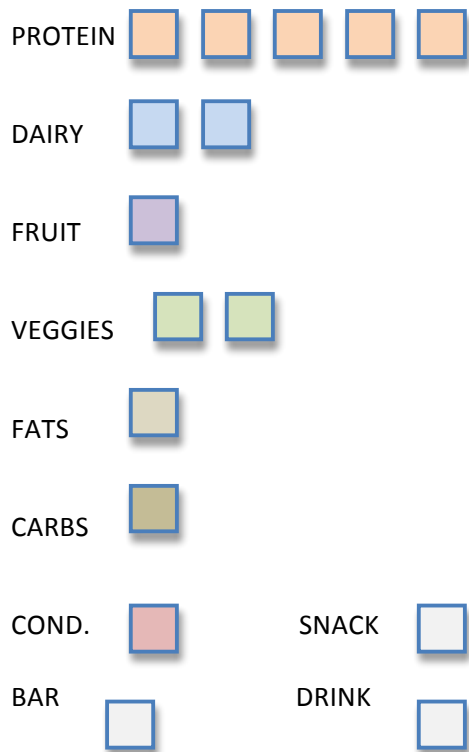 PROTEIN
DAIRY
FRUIT
VEGGIES
FATS
CARBS
COND. SNACK
BAR DRINK